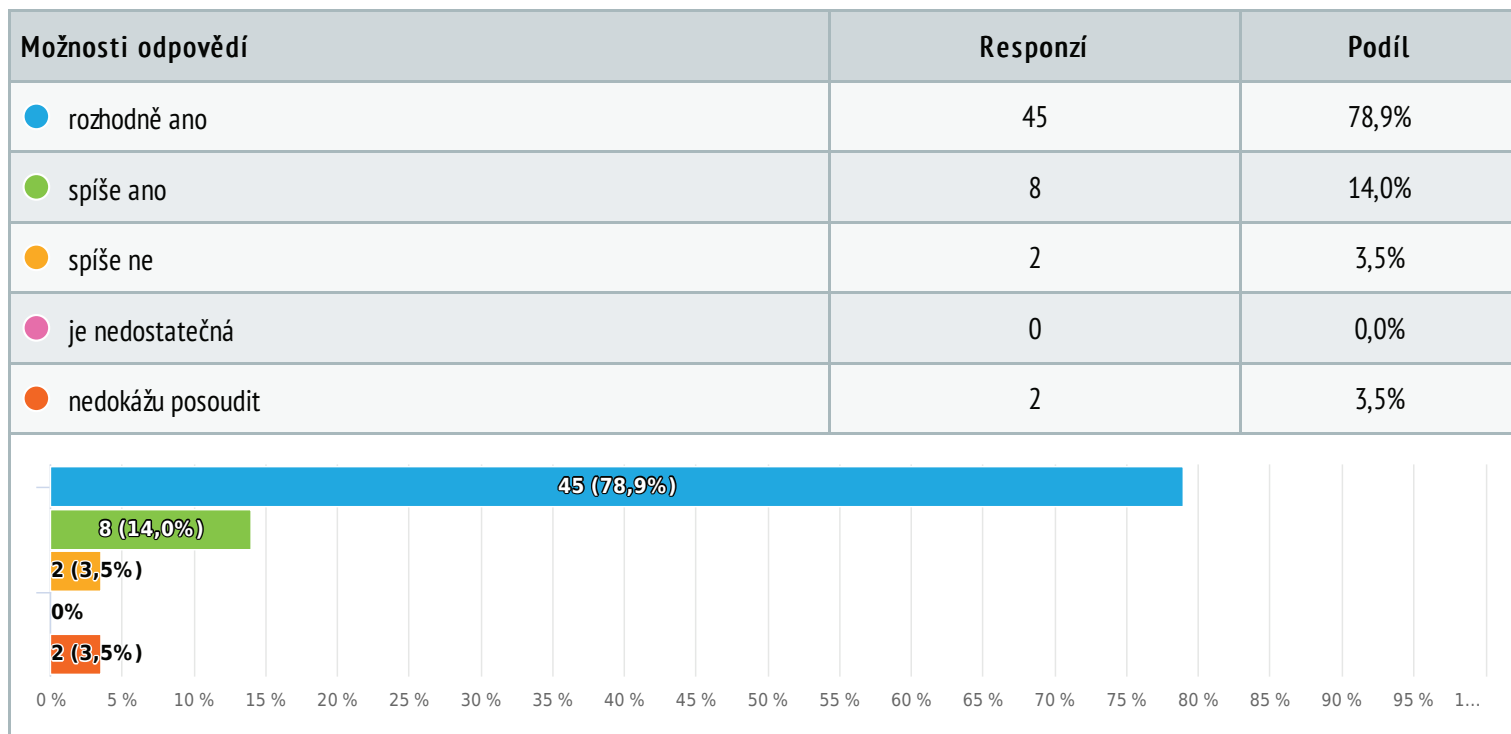 Možnosti odpovědí Responzí Podíl
rozhodně ano 45 78,9%
spíše ano 8 14,0%
spíše ne 2 3,5%
je nedostatečná 0 0,0%
nedokážu posoudit 2 3,5%
45 (78,9%)
8 (14,0%)
2 (3,5%)
0%
2 (3,5%)
0 % 5 % 10 % 15 % 20 % 25 % 30 % 35 % 40 % 45 % 50 % 55 % 60 % 65 % 70 % 75 % 80 % 85 % 90 % 95 % 1...